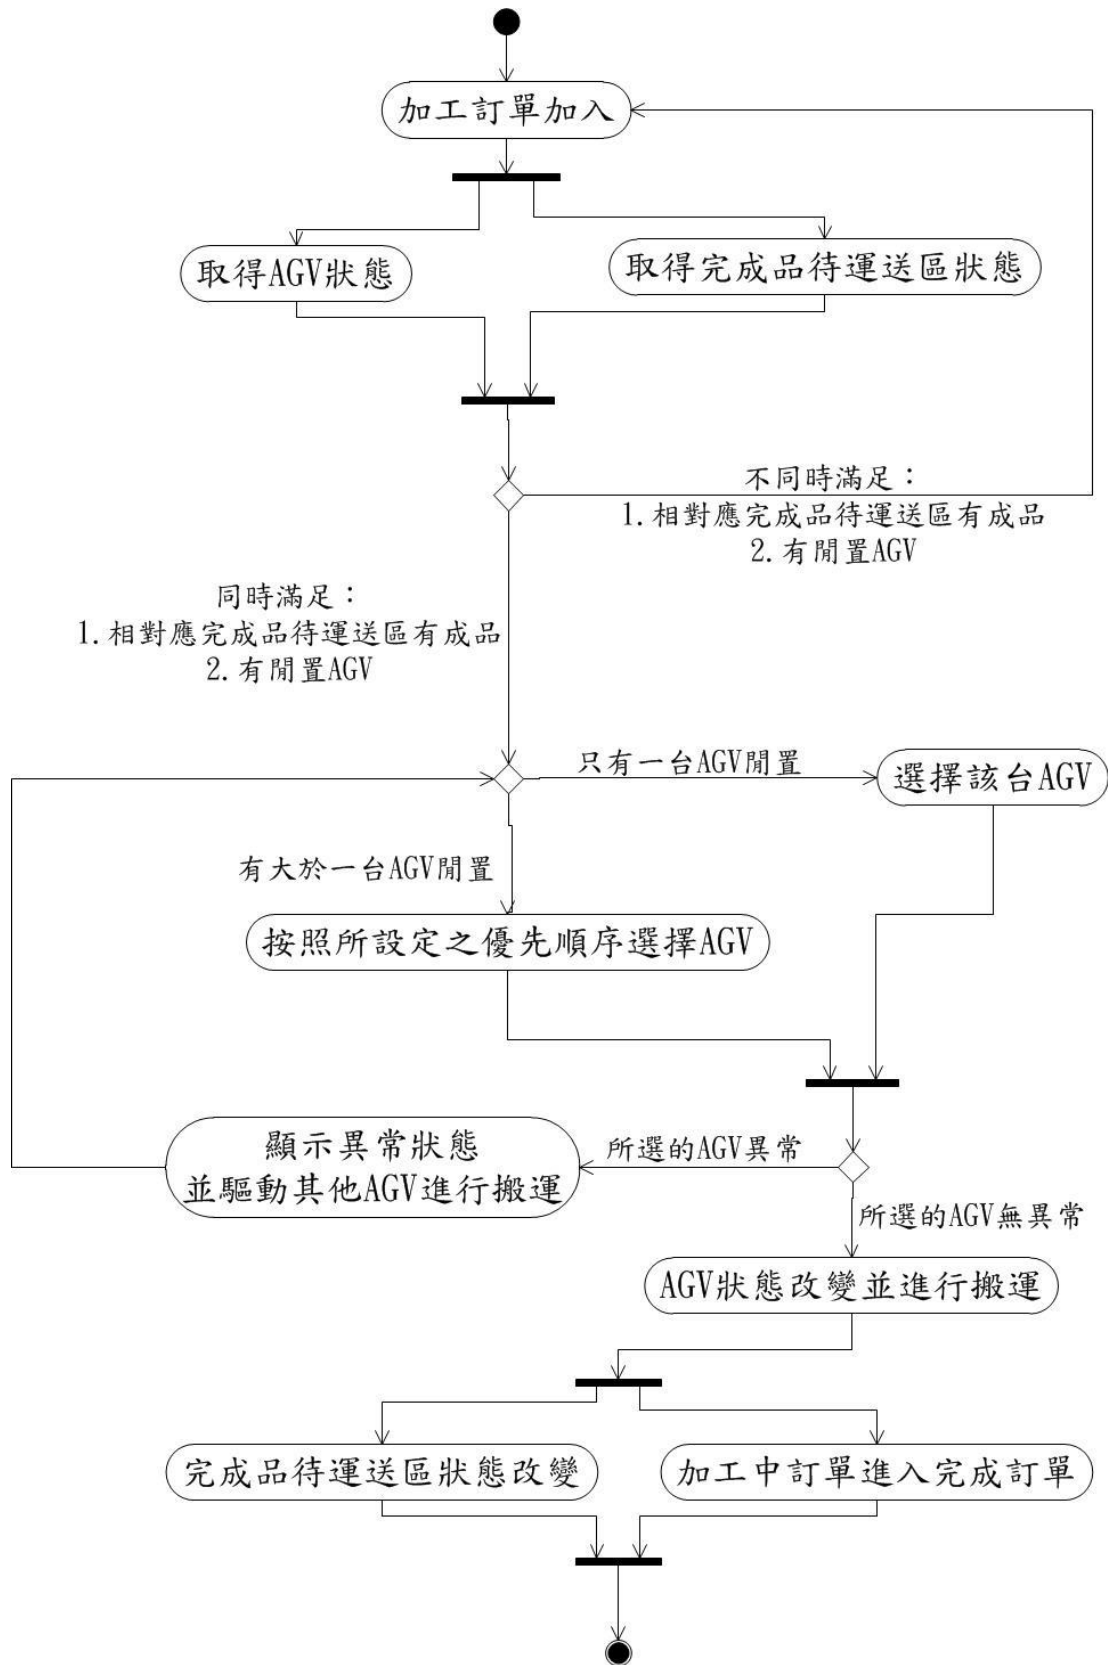 加工訂單加入
取得AGV狀態
取得完成品待運送區狀態
不同時滿足：
1.相對應完成品待運送區有成品
2.有閒置AGV
同時滿足：
1.相對應完成品待運送區有成品
2.有閒置AGV
只有一台AGV閒置
選擇該台AGV
有大於一台AGV閒置
按照所設定之優先順序選擇AGV
顯示異常狀態
並驅動其他AGV進行搬運
所選的AGV異常
所選的AGV無異常
AGV狀態改變並進行搬運
完成品待運送區狀態改變
加工中訂單進入完成訂單